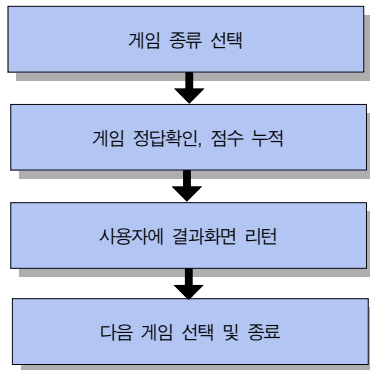 게임 종류 선택
게임 정답확인, 점수 누적
사용자에 결과화면 리턴
다음 게임 선택 및 종료